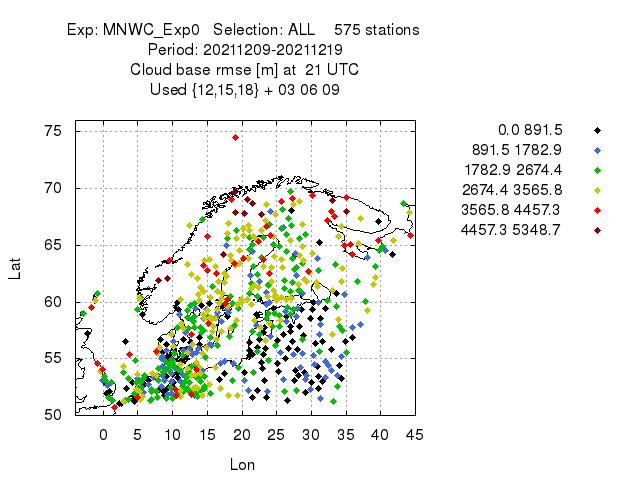 Exp: MNWC_Exp0   Selection: ALL    575 stations
Period: 20211209-20211219
Cloud base rmse [m] at  21 UTC
Used {12,15,18} + 03 06 09
0.0 891.5
891.5 1782.9
1782.9 2674.4
2674.4 3565.8
3565.8 4457.3
4457.3 5348.7
75
70
65
60
55
50
Lat
0 5 10 15 20 25 30 35 40 45
Lon